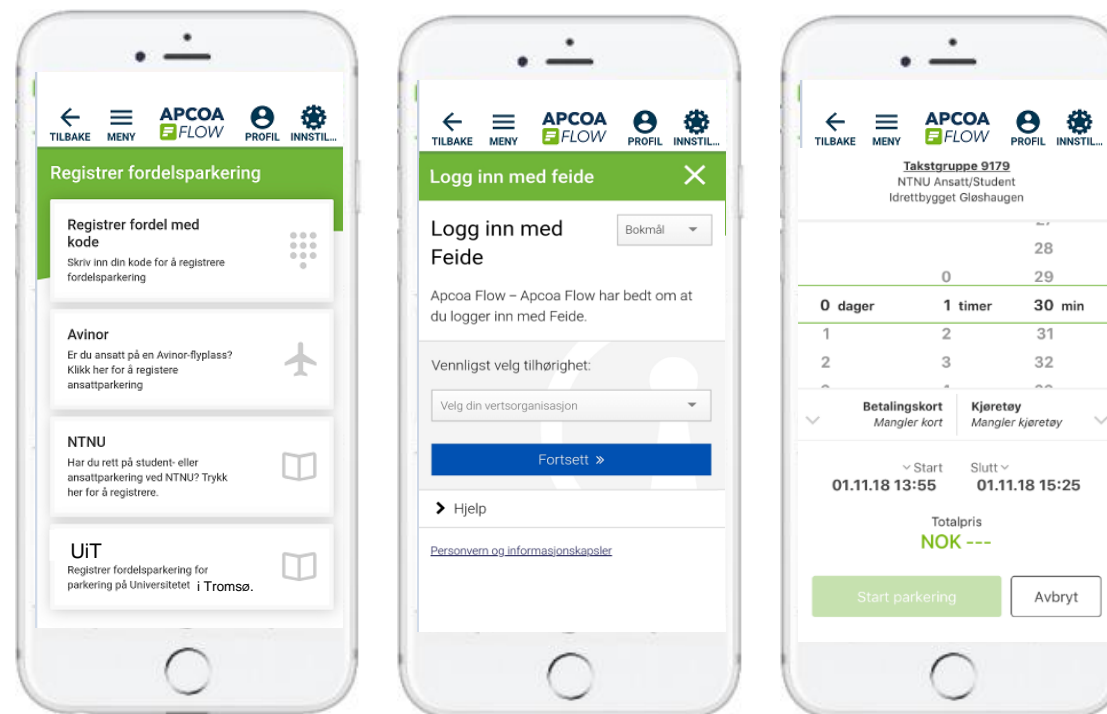 TILBAKE MENY APCOA FLOW PROFIL INNSTIL...
Registrer fordelsparkering
Registrer fordel med
kode
Skriv inn din kode for å registrere
fordelsparkering
Avinor
Er du ansatt på en Avinor-flyplass?
Klikk her for å registere
ansattparkering
NTNU
Har du rett på student- eller
ansattparkering ved NTNU? Trykk
her for å registrere.
UiT
Registrer fordelsparkering for
parkering på Universitetet i Tromsø.
TILBAKE MENY APCOA FLOW PROFIL INNSTIL...
Logg inn med feide
Logg inn med
Feide
Bokmål
Apcoa Flow – Apcoa Flow har bedt om at
du logger inn med Feide.
Vennligst velg tilhørighet:
Velg din vertsorganisasjon
Fortsett »
Hjelp
Personvern og informasjonskapsler
TILBAKE MENY APCOA FLOW PROFIL INNSTIL...
Takstgruppe 9179
NTNU Ansatt/Student
Idrettbygget Gløshaugen
28
0 29
0 dager 1 timer 30 min
1 2 31
2 3 32
Betalingskort Kjøretøy
Mangler kort Mangler kjøretøy
Start Slutt
01.11.18 13:55 01.11.18 15:25
Totalpris
NOK ---
Start parkering Avbryt